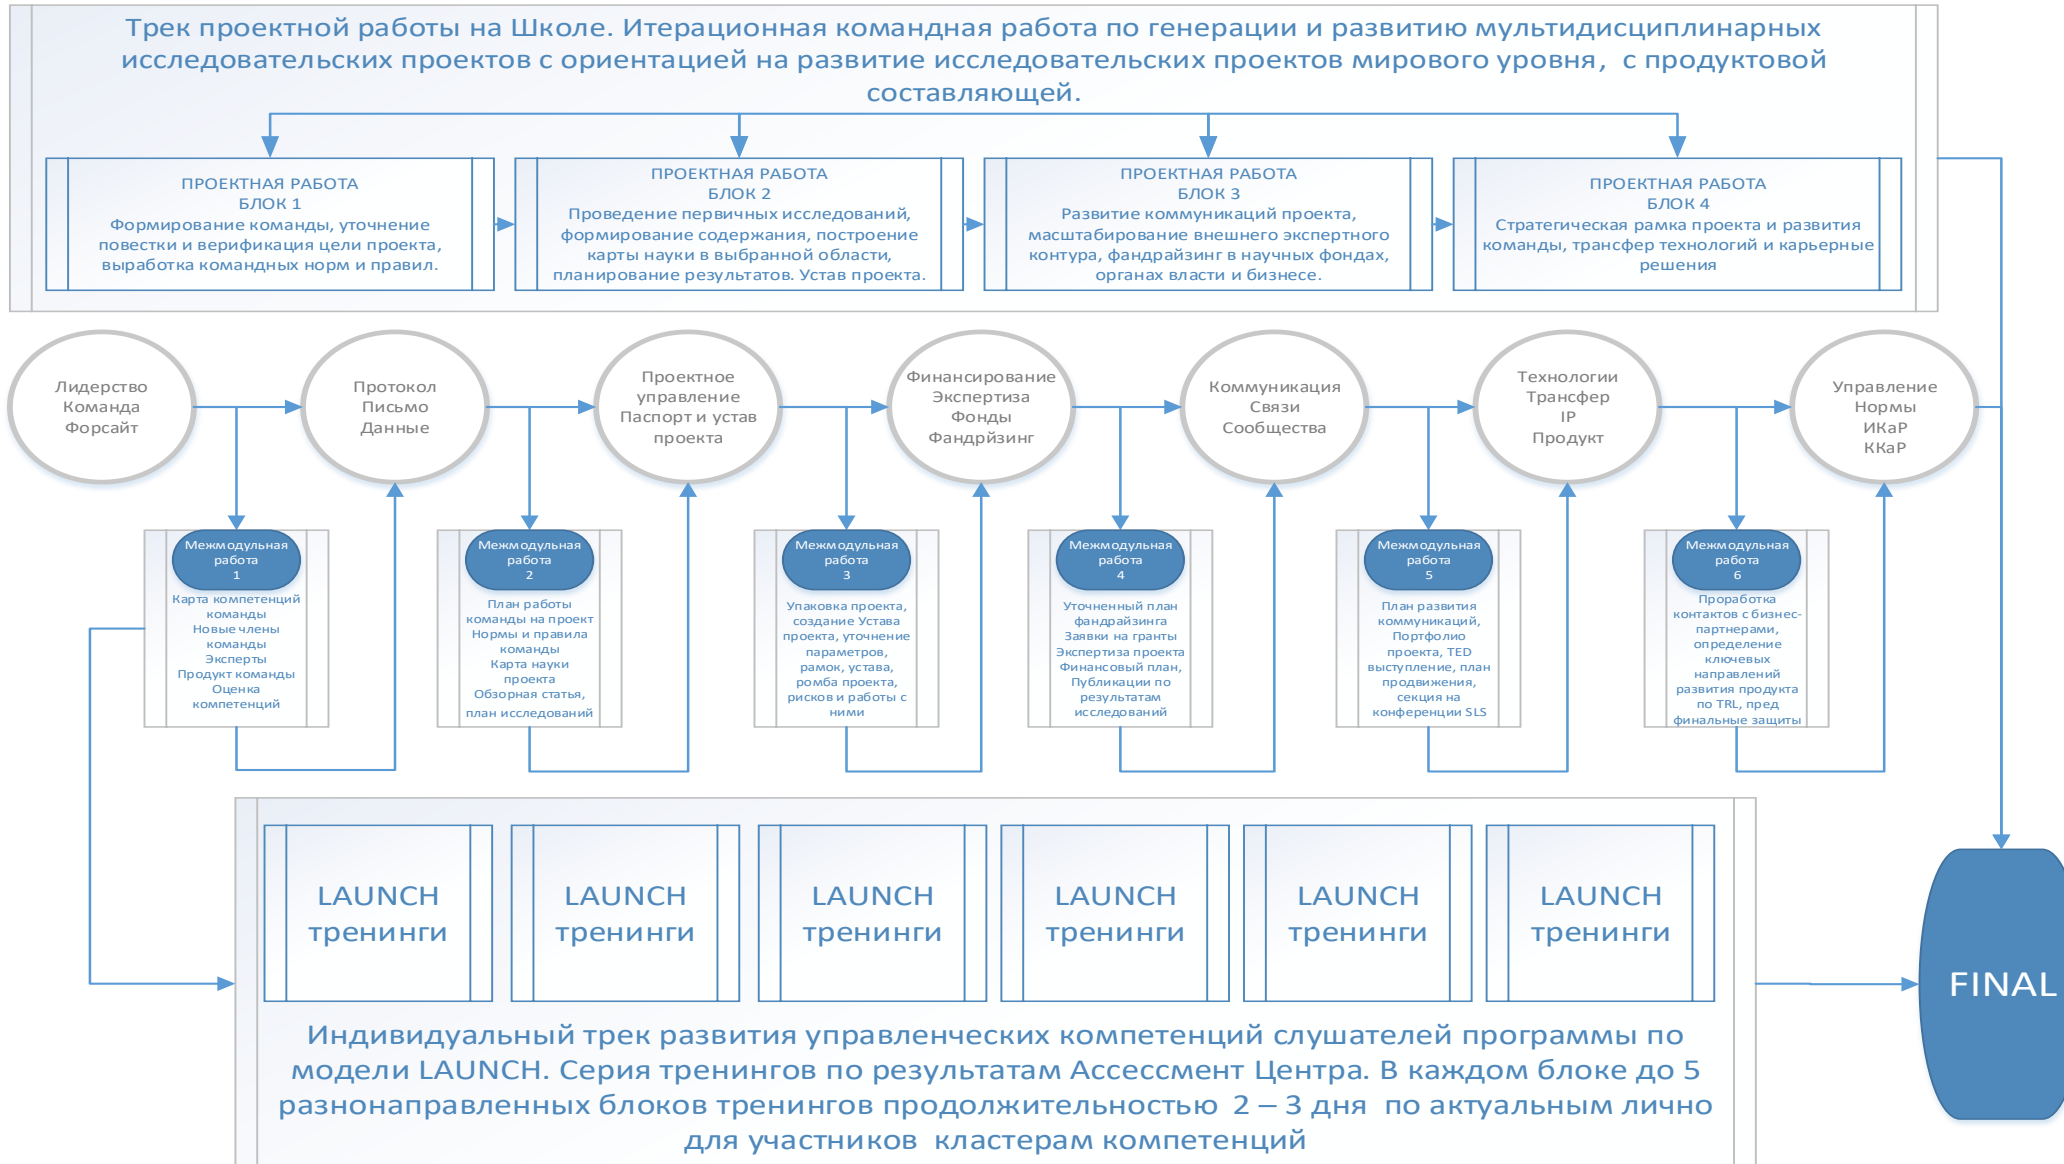 Трек проектной работы на Школе. Итерационная командная работа по генерации и развитию мультидисциплинарных
исследовательских проектов с ориентацией на развитие исследовательских проектов мирового уровня, с продуктовой
составляющей.
ПРОЕКТНАЯ РАБОТА
БЛОК 1
Формирование команды, уточнение
повестки и верификация цели проекта,
выработка командных норм и правил.
ПРОЕКТНАЯ РАБОТА
БЛОК 2
Проведение первичных исследований,
формирование содержания, построение
карты науки в выбранной области,
планирование результатов. Устав проекта.
ПРОЕКТНАЯ РАБОТА
БЛОК 3
Развитие коммуникаций проекта,
масштабирование внешнего экспертного
контура, фандрайзинг в научных фондах,
органах власти и бизнесе.
ПРОЕКТНАЯ РАБОТА
БЛОК 4
Стратегическая рамка проекта и развития
команды, трансфер технологий и карьерные
решения
Лидерство
Команда
Форсайт
Протокол
Письмо
Данные
Проектное
управление
Паспорт и устав
проекта
Финансирование
Экспертиза
Фонды
Фандрйзинг
Коммуникация
Связи
Сообщества
Технологии
Трансфер
IP
Продукт
Управление
Нормы
ИКаР
ККаР
Межмодульная
работа
1
Карта компетенций
команды
Новые члены
команды
Эксперты
Продукт команды
Оценка
компетенций
Межмодульная
работа
2
План работы
команды на проект
Нормы и правила
команды
Карта науки
проекта
Обзорная статья,
план исследований
Межмодульная
работа
3
Упаковка проекта,
создание Устава
проекта, уточнение
параметров,
рамок, устава,
ромба проекта,
рисков и работы с
ними
Межмодульная
работа
4
Уточненный план
фандрайзинга
Заявки на гранты
Экспертиза проекта
Финансовый план,
Публикации по
результатам
исследований
Межмодульная
работа
5
План развития
коммуникаций,
Портфолио
проекта, TED
выступление, план
продвижения,
секция на
конференции SLS
Межмодульная
работа
6
Проработка
контактов с бизнес-
партнерами,
определение
ключевых
направлений
развития продукта
по TRL, пред
финальные защиты
LAUNCH
тренинги
LAUNCH
тренинги
LAUNCH
тренинги
LAUNCH
тренинги
LAUNCH
тренинги
LAUNCH
тренинги
FINAL
Индивидуальный трек развития управленческих компетенций слушателей программы по
модели LAUNCH. Серия тренингов по результатам Ассессмент Центра. В каждом блоке до 5
разнонаправленных блоков тренингов продолжительностью 2 – 3 дня по актуальным лично
для участников кластерам компетенций